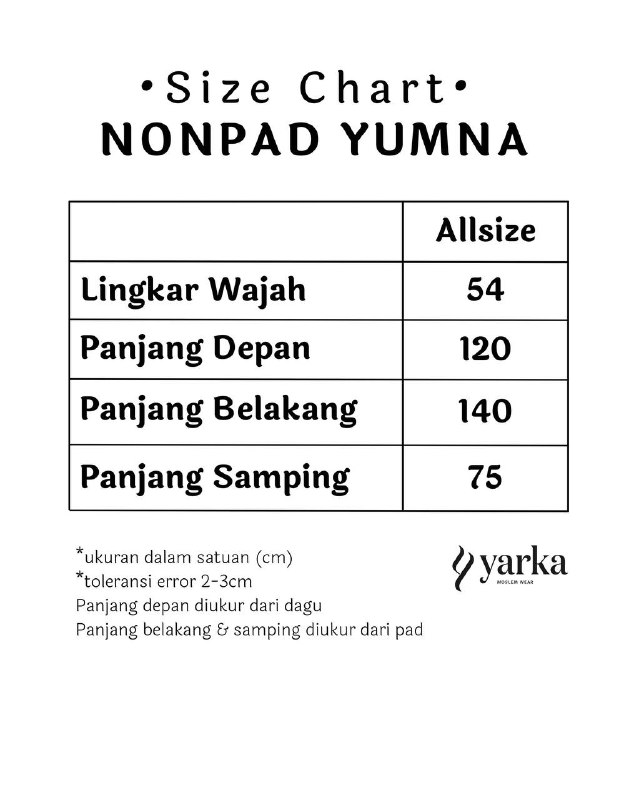 •Size Chart•
NONPAD YUMNA
Allsize
Lingkar Wajah 54
Panjang Depan 120
Panjang Belakang 140
Panjang Samping 75
*ukuran dalam satuan (cm)
*toleransi error 2-3cm
Panjang depan diukur dari dagu
Panjang belakang & samping diukur dari pad
yarka
MOSLEM WEAR